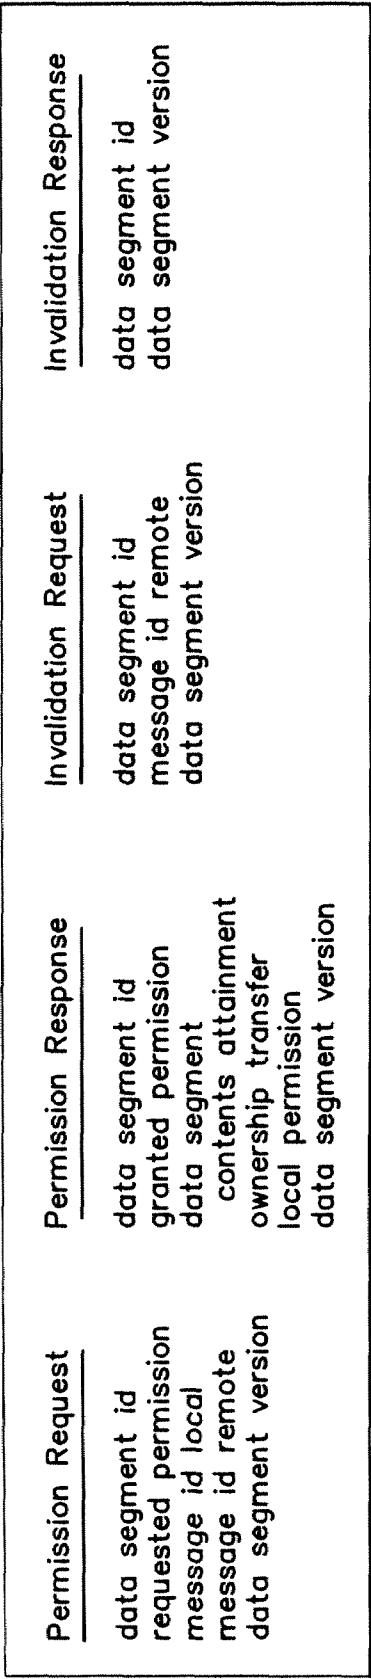 Permission Request
data segment id
requested permission
message id local
message id remote
data segment version
Permission Response
data segment id
granted permission
data segment
contents attainment
ownership transfer
local permission
data segment version
Invalidation Request
data segment id
message id remote
data segment version
Invalidation Response
data segment id
data segment version